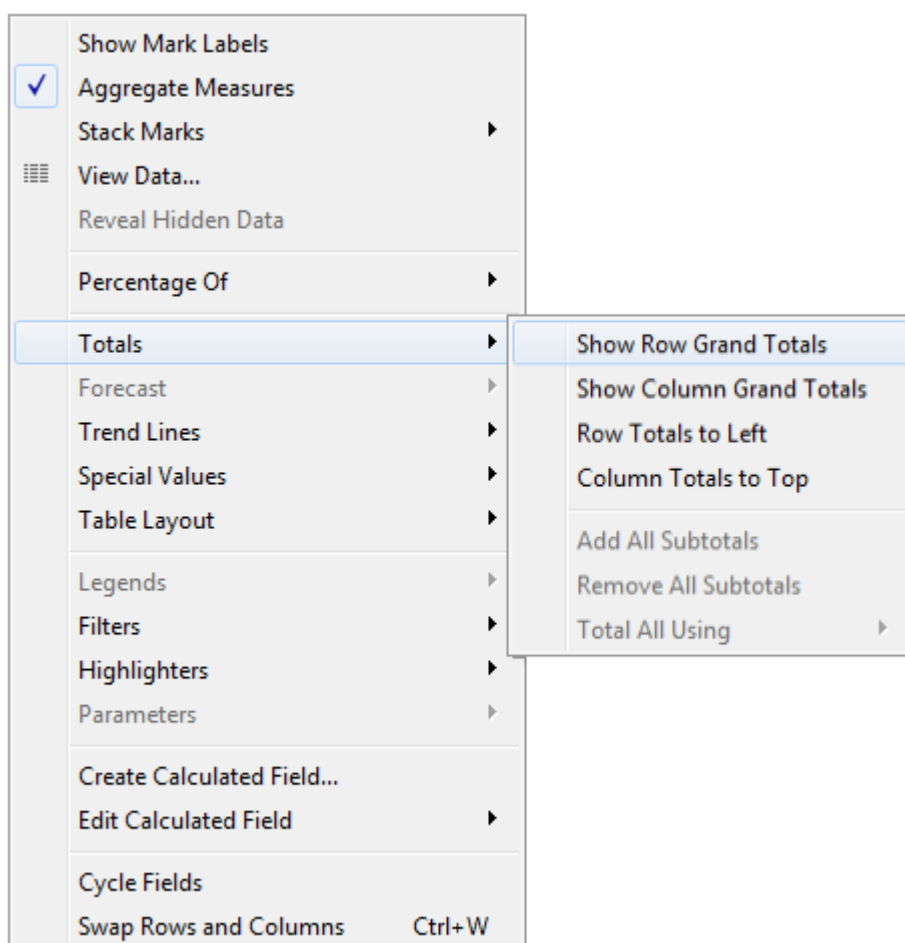 Show Mark Labels
Aggregate Measures
Stack Marks
View Data...
Reveal Hidden Data
Percentage Of
Totals
Forecast
Trend Lines
Special Values
Table Layout
Legends
Filters
Highlighters
Parameters
Create Calculated Field...
Edit Calculated Field
Cycle Fields
Swap Rows and Columns Ctrl+W
Show Row Grand Totals
Show Column Grand Totals
Row Totals to Left
Column Totals to Top
Add All Subtotals
Remove All Subtotals
Total All Using